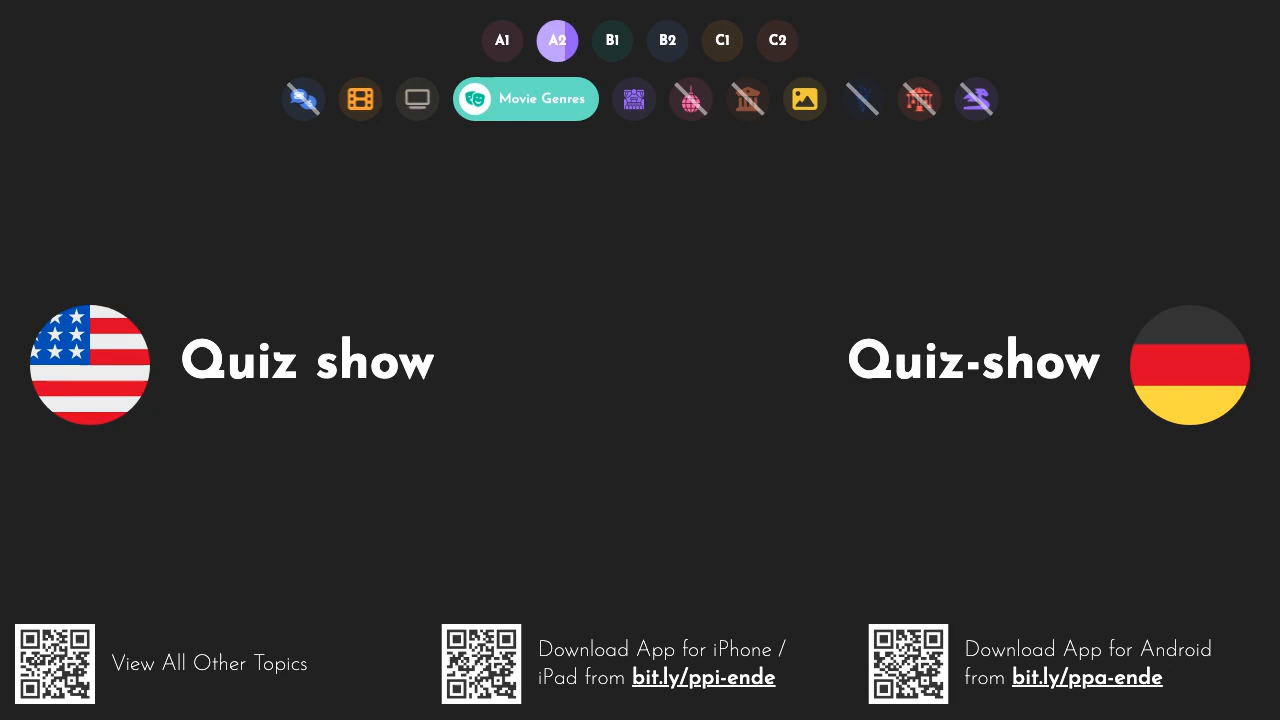 A1 A2 B1 B2 C1 C2
Movie Genres
Quiz show
Quiz-show
View All Other Topics
Download App for iPhone /
iPad from bit.ly/ppi-ende
Download App for Android
from bit.ly/ppa-ende